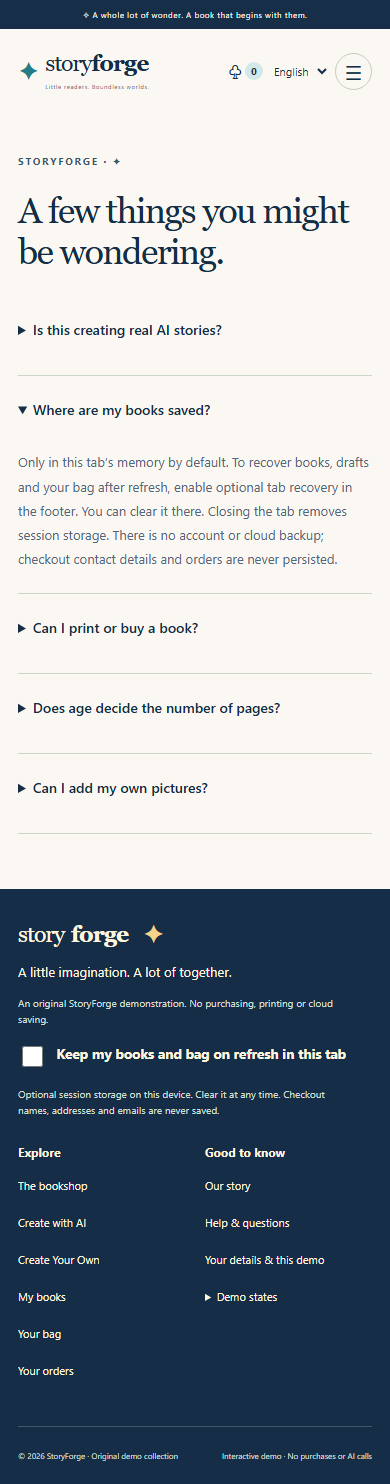 ✧ A whole lot of wonder. A book that begins with them.
storyforge
Little readers. Boundless worlds.
0
English
STORYFORGE · ✦
A few things you might
be wondering.
▶ Is this creating real AI stories?
▼ Where are my books saved?
Only in this tab's memory by default. To recover books, drafts
and your bag after refresh, enable optional tab recovery in
the footer. You can clear it there. Closing the tab removes
session storage. There is no account or cloud backup;
checkout contact details and orders are never persisted.
▶ Can I print or buy a book?
▶ Does age decide the number of pages?
▶ Can I add my own pictures?
story forge
A little imagination. A lot of together.
An original StoryForge demonstration. No purchasing, printing or cloud
saving.
Keep my books and bag on refresh in this tab
Optional session storage on this device. Clear it at any time. Checkout
names, addresses and emails are never saved.
Explore
The bookshop
Create with AI
Create Your Own
My books
Your bag
Your orders
Good to know
Our story
Help & questions
Your details & this demo
▶ Demo states
© 2026 StoryForge · Original demo collection
Interactive demo · No purchases or AI calls